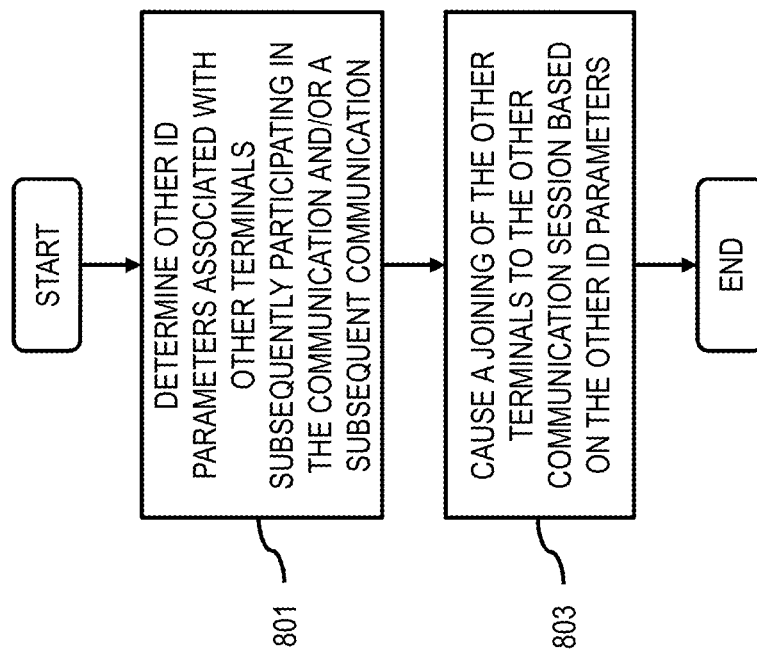 START
DETERMINE OTHER ID
PARAMETERS ASSOCIATED WITH
OTHER TERMINALS
SUBSEQUENTLY PARTICIPATING IN
THE COMMUNICATION AND/OR A
SUBSEQUENT COMMUNICATION
801
CAUSE A JOINING OF THE OTHER
TERMINALS TO THE OTHER
COMMUNICATION SESSION BASED
ON THE OTHER ID PARAMETERS
803
END